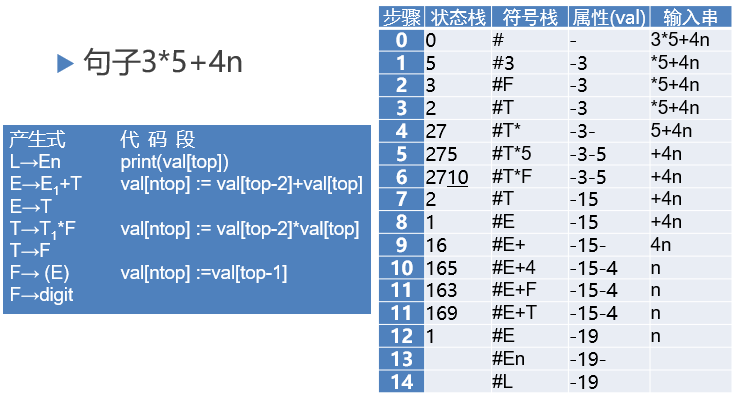 ▶ 句子3*5+4n
产生式 代 码 段
L→En print(val[top])
E→E₁+T val[ntop] := val[top-2]+val[top]
E→T
T→T₁*F val[ntop] := val[top-2]*val[top]
T→F
F→ (E) val[ntop] :=val[top-1]
F→digit
步骤 状态栈 符号栈 属性(val) 输入串
0 0 # - 3*5+4n
1 5 #3 -3 *5+4n
2 3 #F -3 *5+4n
3 2 #T -3 *5+4n
4 27 #T* -3- 5+4n
5 275 #T*5 -3-5 +4n
6 2710 #T*F -3-5 +4n
7 2 #T -15 +4n
8 1 #E -15 +4n
9 16 #E+ -15- 4n
10 165 #E+4 -15-4 n
11 163 #E+F -15-4 n
11 169 #E+T -15-4 n
12 1 #E -19 n
13 #En -19-
14 #L -19